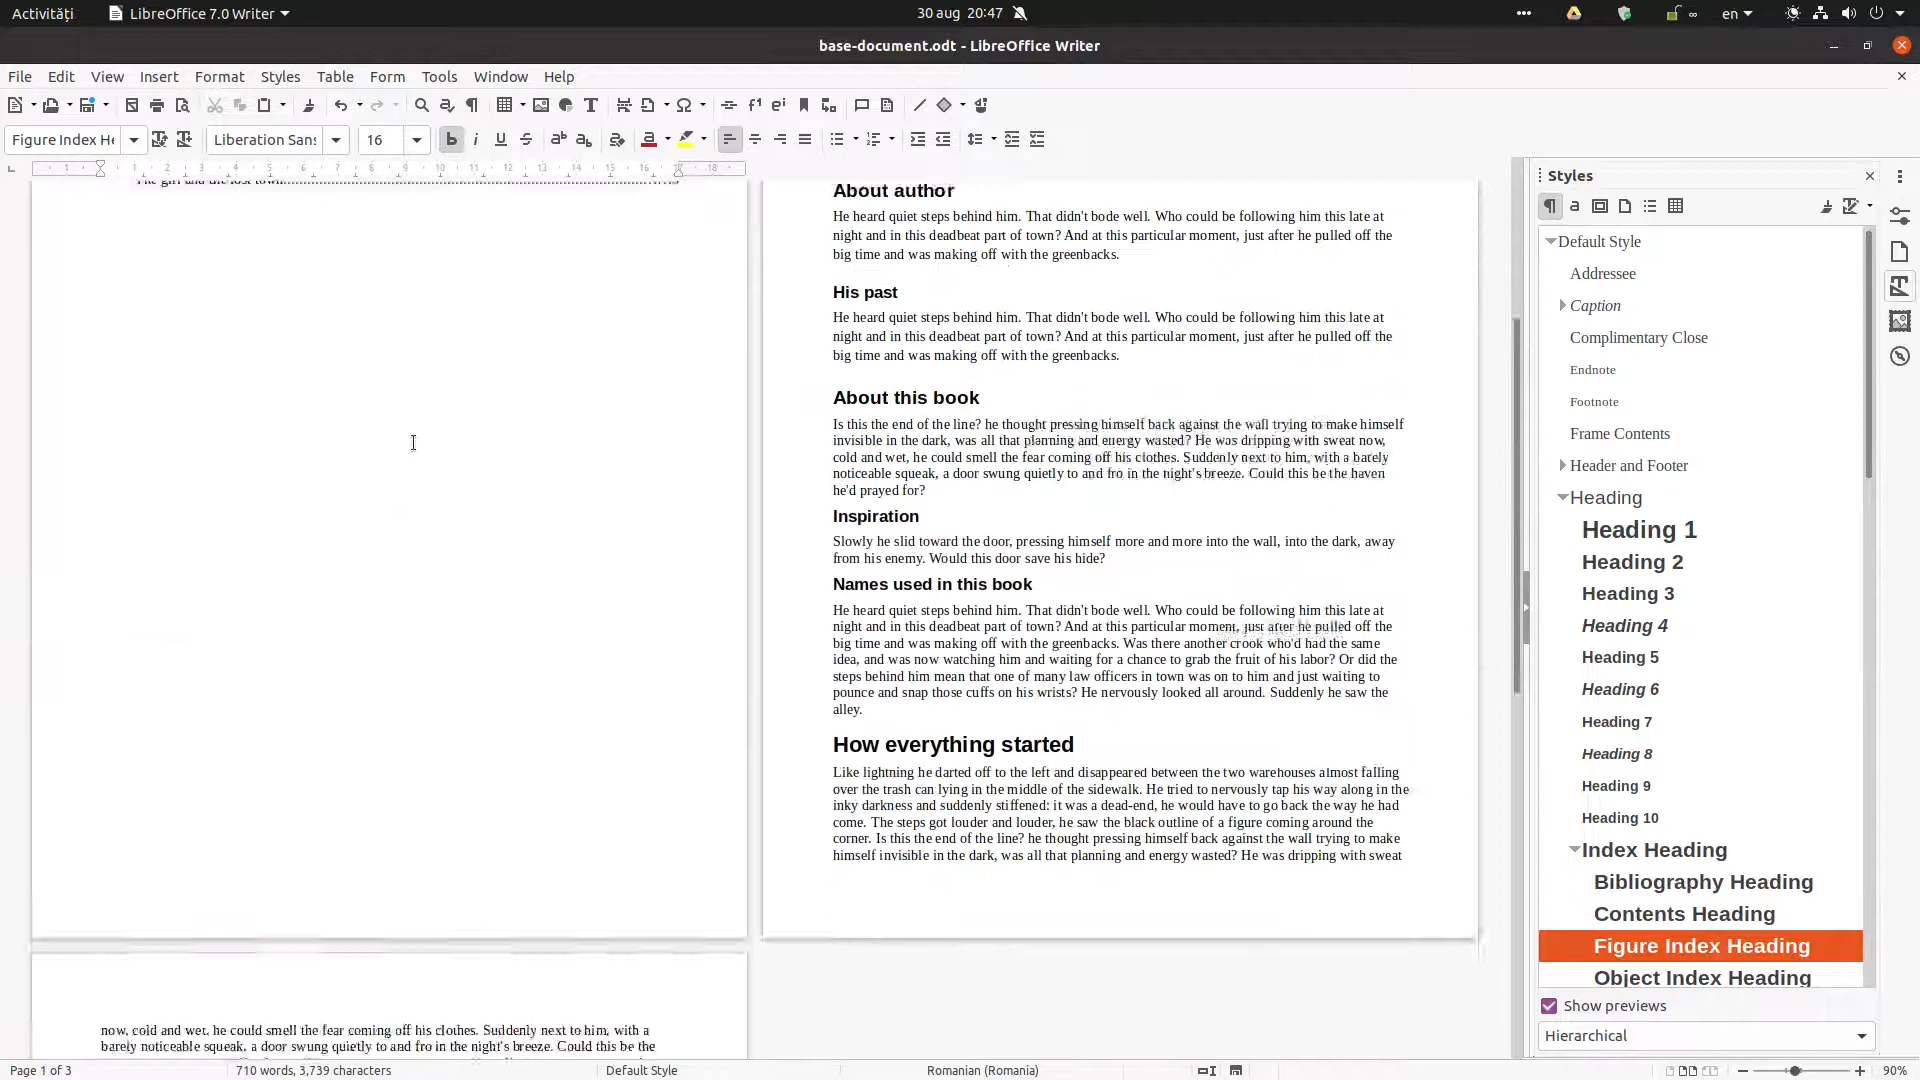 Activități LibreOffice 7.0 Writer 30 aug 20:47 en
base-document.odt - LibreOffice Writer
File Edit View Insert Format Styles Table Form Tools Window Help
Figure Index He Liberation Sans 16
1 1 2 3 4 5 6 7 8 9 10 11 12 13 14 15 16 17 18
The girl and the lost town
About author
He heard quiet steps behind him. That didn't bode well. Who could be following him this late at
night and in this deadbeat part of town? And at this particular moment, just after he pulled off the
big time and was making off with the greenbacks.
His past
He heard quiet steps behind him. That didn't bode well. Who could be following him this late at
night and in this deadbeat part of town? And at this particular moment, just after he pulled off the
big time and was making off with the greenbacks.
About this book
Is this the end of the line? he thought pressing himself back against the wall trying to make himself
invisible in the dark, was all that planning and energy wasted? He was dripping with sweat now,
cold and wet, he could smell the fear coming off his clothes. Suddenly next to him, with a barely
noticeable squeak, a door swung quietly to and fro in the night's breeze. Could this be the haven
he'd prayed for?
Inspiration
Slowly he slid toward the door, pressing himself more and more into the wall, into the dark, away
from his enemy. Would this door save his hide?
Names used in this book
He heard quiet steps behind him. That didn't bode well. Who could be following him this late at
night and in this deadbeat part of town? And at this particular moment, just after he pulled off the
big time and was making off with the greenbacks. Was there another crook who'd had the same
idea, and was now watching him and waiting for a chance to grab the fruit of his labor? Or did the
steps behind him mean that one of many law officers in town was on to him and just waiting to
pounce and snap those cuffs on his wrists? He nervously looked all around. Suddenly he saw the
alley.
How everything started
Like lightning he darted off to the left and disappeared between the two warehouses almost falling
over the trash can lying in the middle of the sidewalk. He tried to nervously tap his way along in the
inky darkness and suddenly stiffened: it was a dead-end, he would have to go back the way he had
come. The steps got louder and louder, he saw the black outline of a figure coming around the
corner. Is this the end of the line? he thought pressing himself back against the wall trying to make
himself invisible in the dark, was all that planning and energy wasted? He was dripping with sweat
now, cold and wet, he could smell the fear coming off his clothes. Suddenly next to him, with a
barely noticeable squeak, a door swung quietly to and fro in the night's breeze. Could this be the
Styles
Default Style
Addressee
Caption
Complimentary Close
Endnote
Footnote
Frame Contents
Header and Footer
Heading
Heading 1
Heading 2
Heading 3
Heading 4
Heading 5
Heading 6
Heading 7
Heading 8
Heading 9
Heading 10
Index Heading
Bibliography Heading
Contents Heading
Figure Index Heading
Object Index Heading
Show previews
Hierarchical
Page 1 of 3 710 words, 3,739 characters Default Style Romanian (Romania) 90%